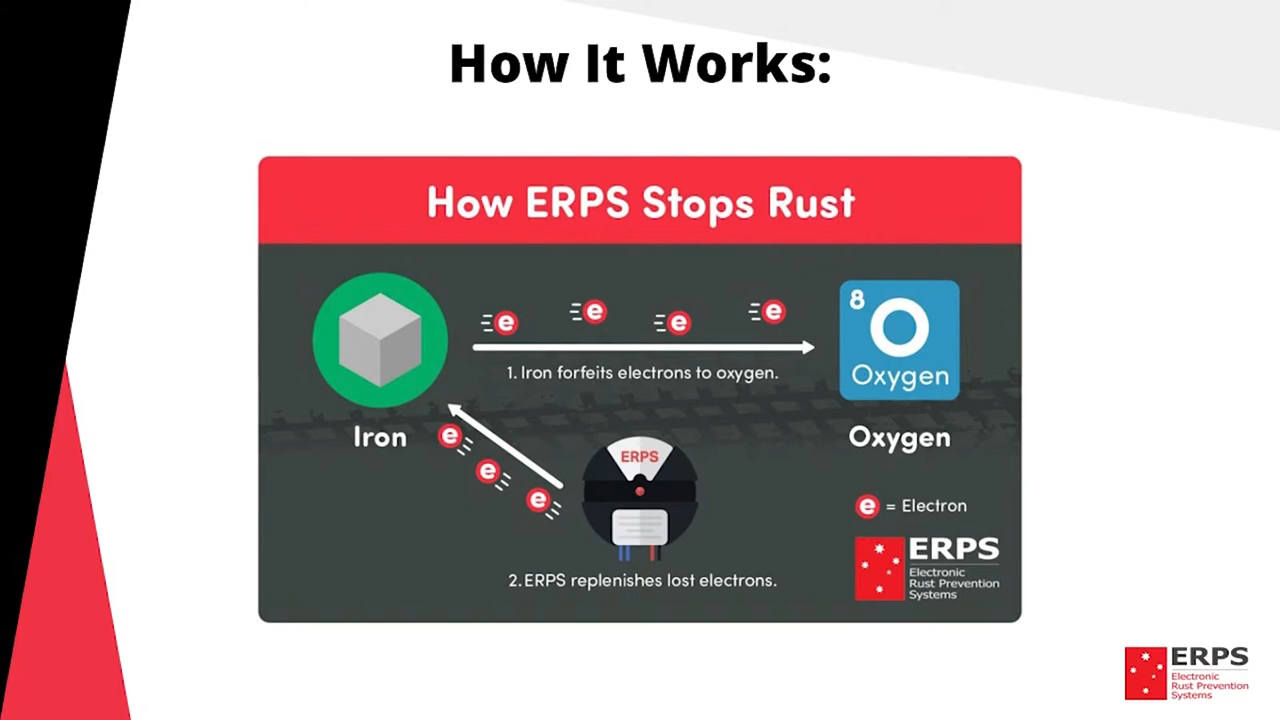 How It Works:
How ERPS Stops Rust
e e e e
8
O
Oxygen
1. Iron forfeits electrons to oxygen.
Iron
Oxygen
e
e
e
ERPS
e = Electron
2. ERPS replenishes lost electrons.
ERPS
Electronic
Rust Prevention
Systems
ERPS
Electronic
Rust Prevention
Systems